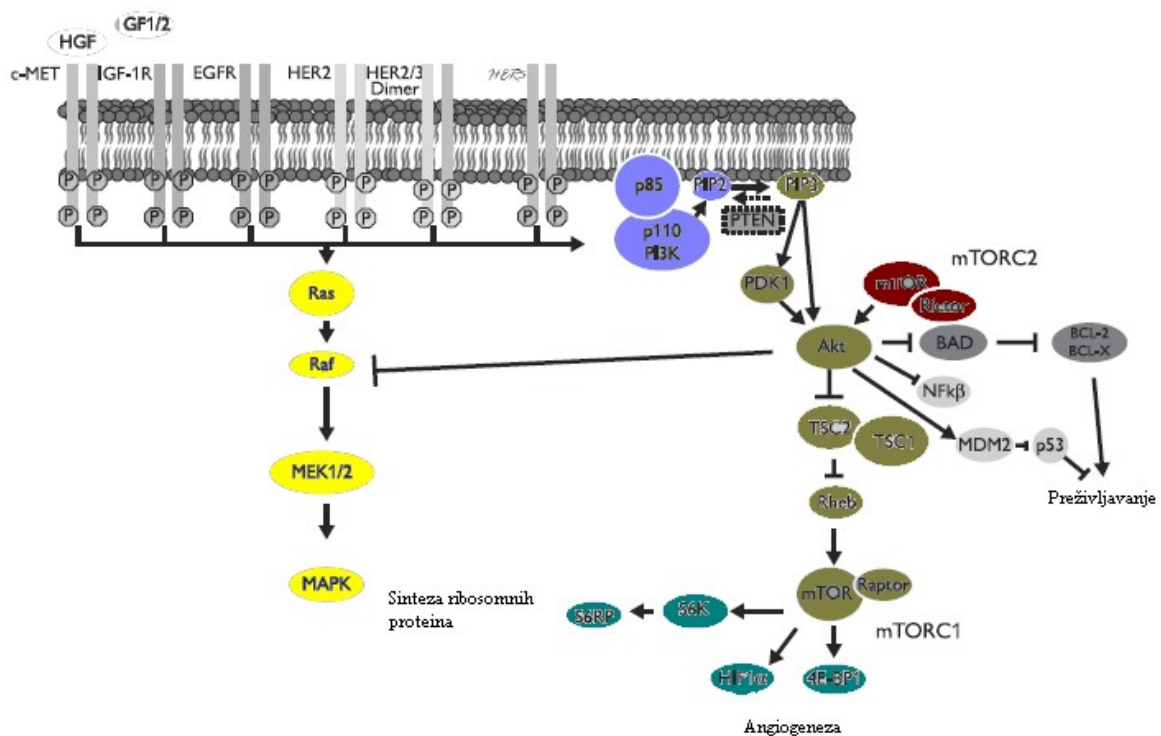 HGF
GF1/2
c-MET
IGF-1R
EGFR
HER2
HER2/3
Dimer
P P P P P P P P P P P P
P P P P P P P P P P P P
p85
PIP2
PIP3
PTEN
p110
PI3K
PDK1
mTORC2
mTOR
Rictor
Ras
Raf
Akt
BAD
BCL-2
BCL-X
NFkβ
TSC2
TSC1
MDM2
p53
MEK1/2
Preživljavanje
Rheb
MAPK
mTOR
Raptor
Sinteza ribosomnih
proteina
S6RP
S6K
mTORC1
HIF1α
4E-BP1
Angiogeneza